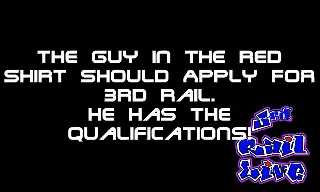 THE GUY IN THE RED
SHIRT SHOULD APPLY FOR
3RD RAIL.
HE HAS THE
QUALIFICATIONS!
Rail
Live